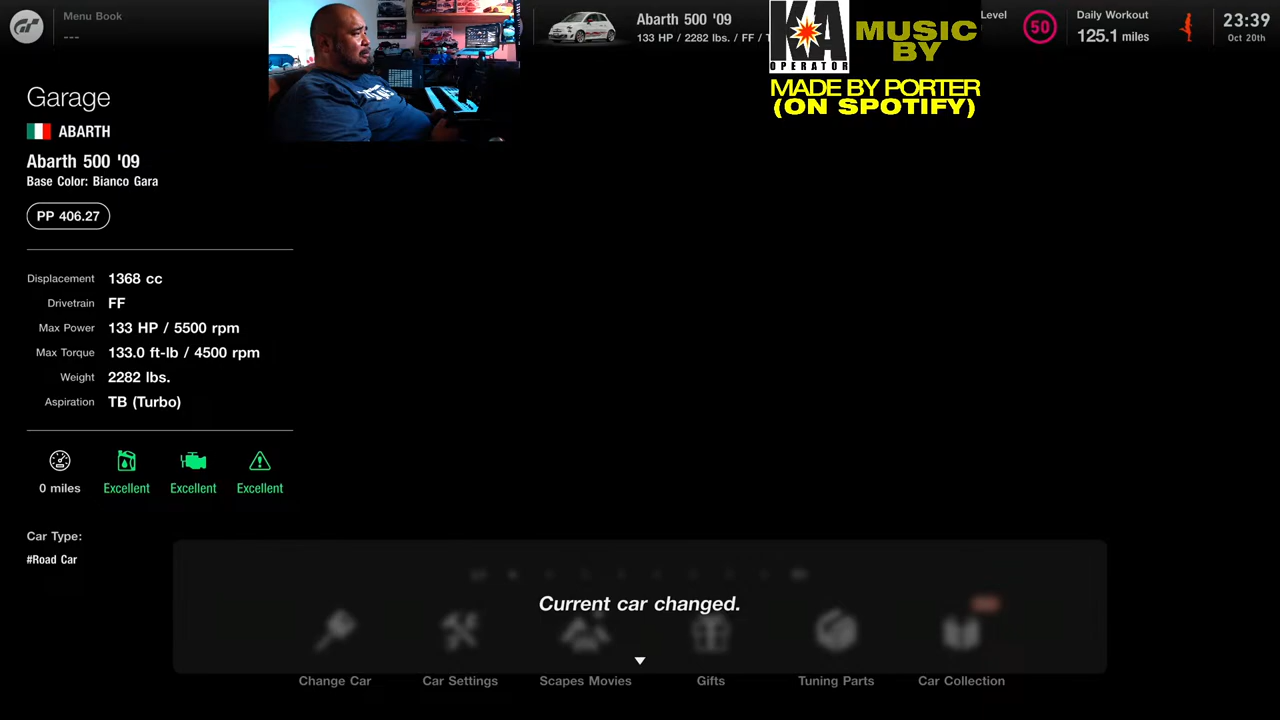 Menu Book
---
Abarth 500 '09
133 HP / 2282 lbs. / FF / T
KA
OPERATOR
MUSIC
BY
MADE BY PORTER
(ON SPOTIFY)
Level
50
Daily Workout
125.1 miles
23:39
Oct 20th
Garage
ABARTH
Abarth 500 '09
Base Color: Bianco Gara
PP 406.27
Displacement 1368 cc
Drivetrain FF
Max Power 133 HP / 5500 rpm
Max Torque 133.0 ft-lb / 4500 rpm
Weight 2282 lbs.
Aspiration TB (Turbo)
0 miles Excellent Excellent Excellent
Car Type:
#Road Car
Current car changed.
Change Car Car Settings Scapes Movies Gifts Tuning Parts Car Collection